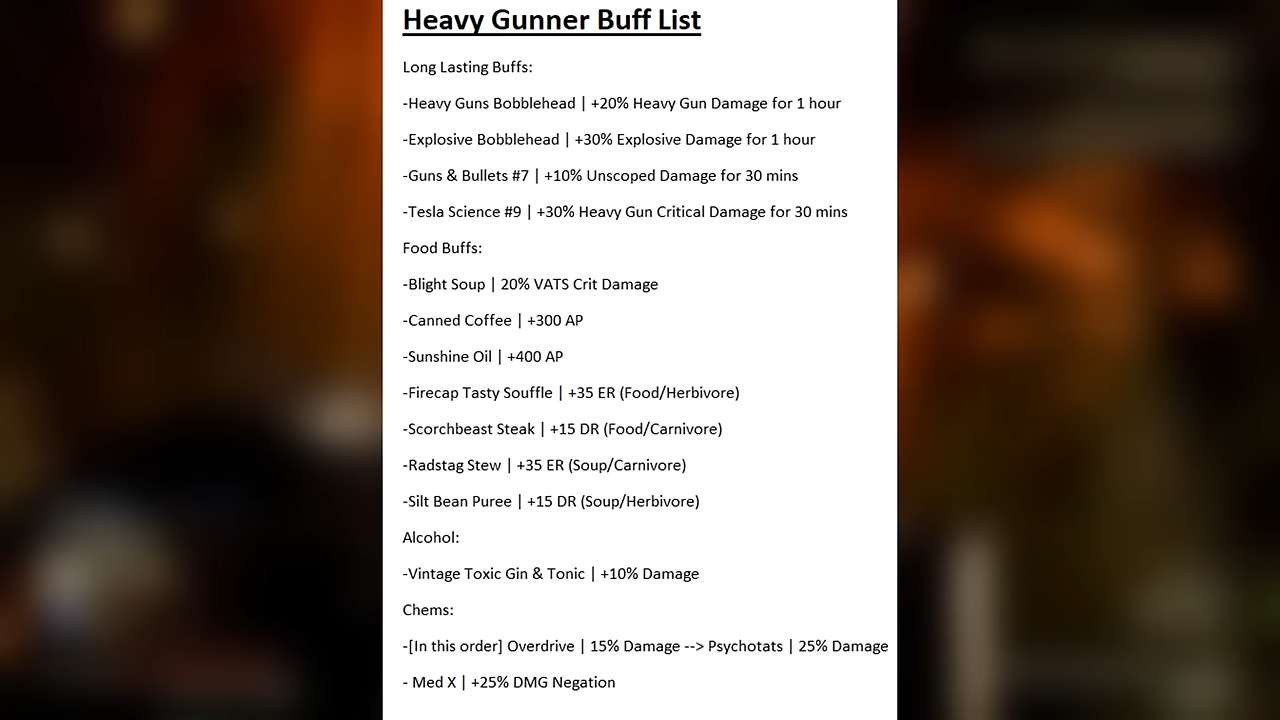 Heavy Gunner Buff List
Long Lasting Buffs:
-Heavy Guns Bobblehead | +20% Heavy Gun Damage for 1 hour
-Explosive Bobblehead | +30% Explosive Damage for 1 hour
-Guns & Bullets #7 | +10% Unscoped Damage for 30 mins
-Tesla Science #9 | +30% Heavy Gun Critical Damage for 30 mins
Food Buffs:
-Blight Soup | 20% VATS Crit Damage
-Canned Coffee | +300 AP
-Sunshine Oil | +400 AP
-Firecap Tasty Souffle | +35 ER (Food/Herbivore)
-Scorchbeast Steak | +15 DR (Food/Carnivore)
-Radstag Stew | +35 ER (Soup/Carnivore)
-Silt Bean Puree | +15 DR (Soup/Herbivore)
Alcohol:
-Vintage Toxic Gin & Tonic | +10% Damage
Chems:
-[In this order] Overdrive | 15% Damage --> Psychotats | 25% Damage
- Med X | +25% DMG Negation